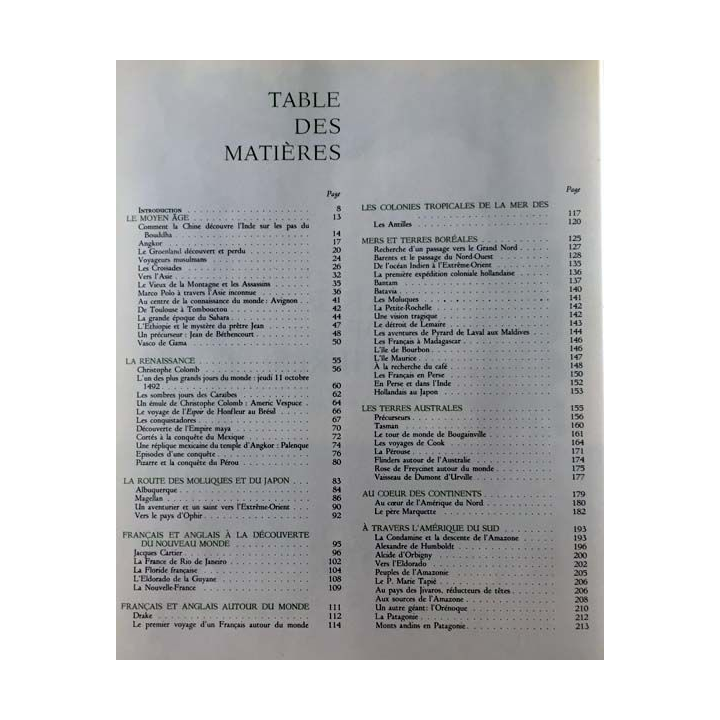 TABLE
DES
MATIÈRES
Page
INTRODUCTION . . . . . . . . . . 8
LE MOYEN ÂGE . . . . . . . . . . 13
Comment la Chine découvre l'Inde sur les pas du
Bouddha . . . . . . . . . . 14
Angkor . . . . . . . . . . 17
Le Groenland découvert et perdu . . . . . . . . . . 20
Voyageurs musulmans . . . . . . . . . . 24
Les Croisades . . . . . . . . . . 26
Vers l'Asie . . . . . . . . . . 32
Le Vieux de la Montagne et les Assassins . . . . . 35
Marco Polo à travers l'Asie inconnue . . . . . 36
Au centre de la connaissance du monde : Avignon . . 41
De Toulouse à Tombouctou . . . . . . . . . . 42
La grande époque du Sahara . . . . . . . . . . 44
L'Ethiopie et le mystère du prêtre Jean . . . . . 47
Un précurseur : Jean de Béthencourt . . . . . 48
Vasco de Gama . . . . . . . . . . 50
LA RENAISSANCE . . . . . . . . . . 55
Christophe Colomb . . . . . . . . . . 56
L'on des plus grands jours du monde : jeudi 11 octobre
1492 . . . . . . . . . . 60
Les sombres jours des Caraïbes . . . . . . . . . . 62
Un émule de Christophe Colomb : Americ Vespuce . . 64
Le voyage de l'Espoir de Honfleur au Brésil . . . . . 66
Les conquistadores . . . . . . . . . . 67
Découverte de l'Empire maya . . . . . . . . . . 70
Cortés à la conquête du Mexique . . . . . . . . . . 72
Une réplique mexicaine du temple d'Angkor : Palenque 74
Episodes d'une conquête . . . . . . . . . . 76
Pizarre et la conquête du Pérou . . . . . . . . . . 80
LA ROUTE DES MOLUQUES ET DU JAPON . . . 83
Albuquerque . . . . . . . . . . 84
Magellan . . . . . . . . . . 86
Un aventurier et un saint vers l'Extrême-Orient . . . 90
Vers le pays d'Ophir . . . . . . . . . . 92
FRANÇAIS ET ANGLAIS À LA DÉCOUVERTE
DU NOUVEAU MONDE . . . . . . . . . . 95
Jacques Cartier . . . . . . . . . . 96
La France de Rio de Janeiro . . . . . . . . . . 102
La Floride française . . . . . . . . . . 104
L'Eldorado de la Guyane . . . . . . . . . . 108
La Nouvelle-France . . . . . . . . . . 109
FRANÇAIS ET ANGLAIS AUTOUR DU MONDE 111
Drake . . . . . . . . . . 112
Le premier voyage d'un Français autour du monde 114
Page
LES COLONIES TROPICALES DE LA MER DES
. . . . . . . . . . 117
Les Antilles . . . . . . . . . . 120
MERS ET TERRES BORÉALES . . . . . . . . . . 125
Recherche d'un passage vers le Grand Nord . . . . . 127
Barents et le passage du Nord-Ouest . . . . . 128
De l'océan Indien à l'Extrême-Orient . . . . . 135
La première expédition coloniale hollandaise . . . . . 136
Bantam . . . . . . . . . . 137
Batavia . . . . . . . . . . 140
Les Moluques . . . . . . . . . . 141
La Petite-Rochelle . . . . . . . . . . 142
Une vision tragique . . . . . . . . . . 142
Le détroit de Lemaire . . . . . . . . . . 143
Les aventures de Pyrard de Laval aux Maldives . . . . 144
Les Français à Madagascar . . . . . . . . . . 146
L'île de Bourbon . . . . . . . . . . 146
L'île Maurice . . . . . . . . . . 147
À la recherche du café . . . . . . . . . . 148
Les Français en Perse . . . . . . . . . . 150
En Perse et dans l'Inde . . . . . . . . . . 152
Hollandais au Japon . . . . . . . . . . 153
LES TERRES AUSTRALES . . . . . . . . . . 155
Précurseurs . . . . . . . . . . 156
Tasman . . . . . . . . . . 160
Le tour de monde de Bougainville . . . . . . . . . . 161
Les voyages de Cook . . . . . . . . . . 164
La Pérouse . . . . . . . . . . 171
Flinders autour de l'Australie . . . . . . . . . . 174
Rose de Freycinet autour du monde . . . . . . . . . . 175
Vaisseau de Dumont d'Urville . . . . . . . . . . 177
AU COEUR DES CONTINENTS . . . . . . . . . . 179
Au cœur de l'Amérique du Nord . . . . . . . . . . 180
Le père Marquette . . . . . . . . . . 182
À TRAVERS L'AMÉRIQUE DU SUD . . . . . . . . . . 193
La Condamine et la descente de l'Amazone . . . . . 193
Alexandre de Humboldt . . . . . . . . . . 196
Alcide d'Orbigny . . . . . . . . . . 200
Vers l'Eldorado . . . . . . . . . . 202
Peuples de l'Amazonie . . . . . . . . . . 205
Le P. Marie Tapié . . . . . . . . . . 206
Au pays des Jivaros, réducteurs de têtes . . . . . 206
Aux sources de l'Amazone . . . . . . . . . . 208
Un autre géant: l'Orénoque . . . . . . . . . . 210
La Patagonie . . . . . . . . . . 212
Monts andins en Patagonie . . . . . . . . . . 213